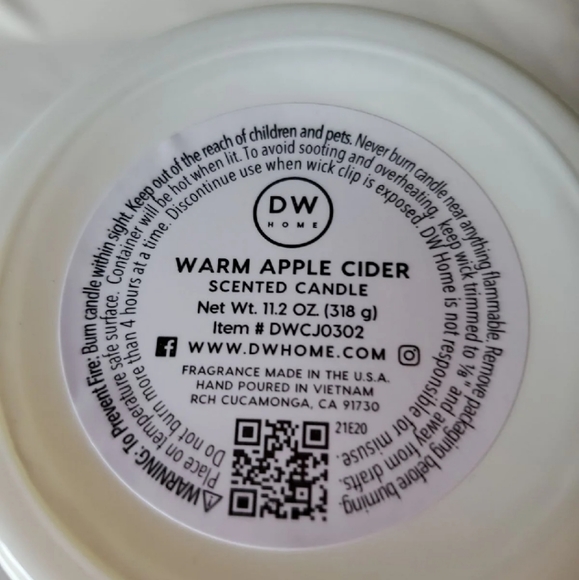 ⚠WARNING: To Prevent Fire: Burn candle within sight. Keep out of the reach of children and pets. Never burn candle near anything flammable. Remove packaging before burning.
Place on temperature safe surface. Container will be hot when lit. To avoid sooting and overheating, keep wick trimmed to ⅛" and away from drafts.
Do not burn more than 4 hours at a time. Discontinue use when wick clip is exposed. DW Home is not responsible for misuse.
DW
HOME
WARM APPLE CIDER
SCENTED CANDLE
Net Wt. 11.2 OZ. (318 g)
Item # DWCJ0302
WWW.DWHOME.COM
FRAGRANCE MADE IN THE U.S.A.
HAND POURED IN VIETNAM
RCH CUCAMONGA, CA 91730
21E20